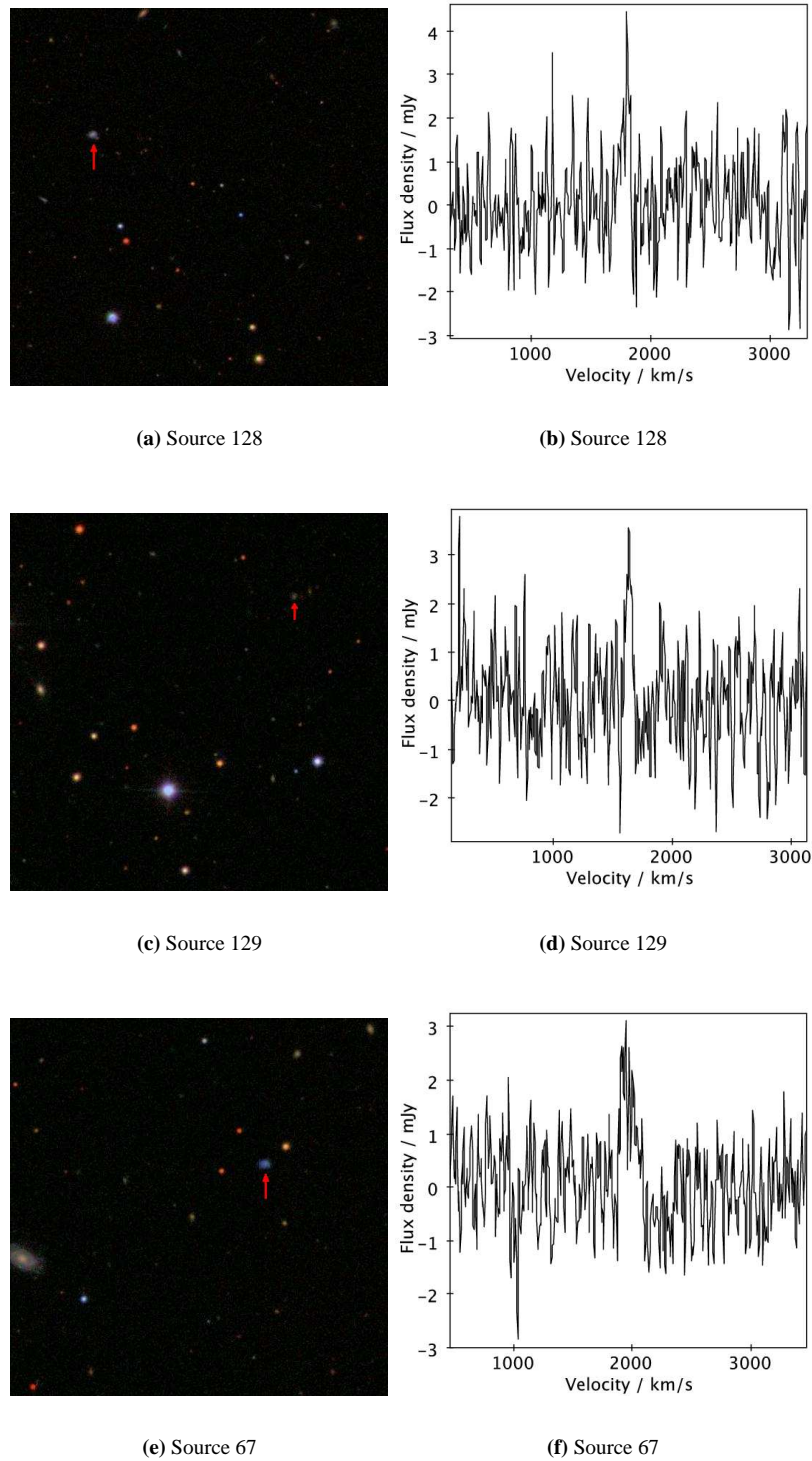 4
3
2
1
0
−1
−2
−3
Flux density / mJy
1000 2000 3000
Velocity / km/s
(a) Source 128 (b) Source 128
3
2
1
0
−1
−2
Flux density / mJy
1000 2000 3000
Velocity / km/s
(c) Source 129 (d) Source 129
3
2
1
0
−1
−2
−3
Flux density / mJy
1000 2000 3000
Velocity / km/s
(e) Source 67 (f) Source 67